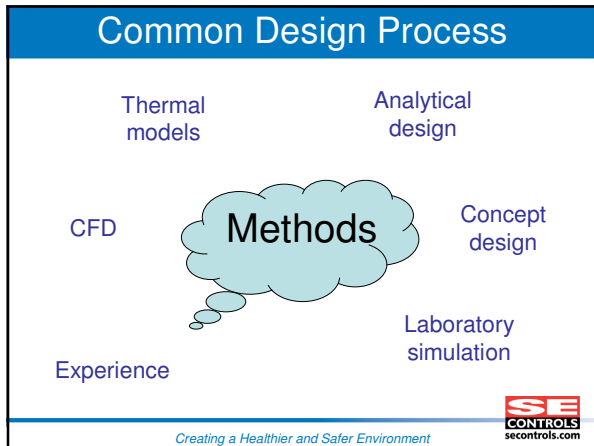 Common Design Process
Thermal
models
Analytical
design
CFD
Methods
Concept
design
Laboratory
simulation
Experience
Creating a Healthier and Safer Environment
SE
CONTROLS
secontrols.com